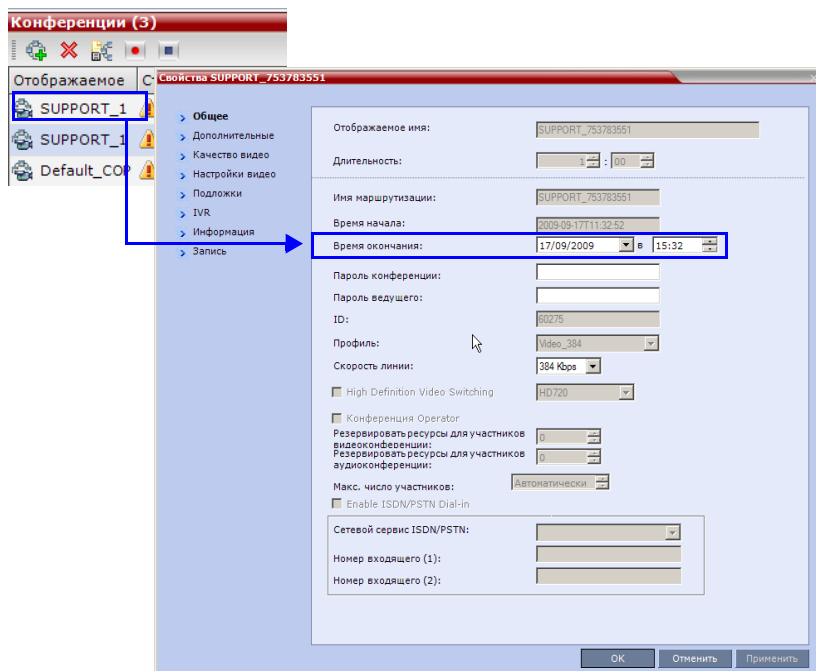 Конференции (3)
Отображаемое С
SUPPORT_1
SUPPORT_1
Default_COP
Свойства SUPPORT_753783551
Общее
Дополнительные
Качество видео
Настройки видео
Подложки
IVR
Информация
Запись
Отображаемое имя: SUPPORT_753783551
Длительность: 1 : 00
Имя маршрутизации: SUPPORT_753783551
Время начала: 2009-09-17T11:32:52
Время окончания: 17/09/2009 в 15:32
Пароль конференции:
Пароль ведущего:
ID: 60275
Профиль: Video_384
Скорость линии: 384 Kbps
High Definition Video Switching HD720
Конференция Operator
Резервировать ресурсы для участников
видеоконференции: 0
Резервировать ресурсы для участников
аудиоконференции: 0
Макс. число участников: Автоматически
Enable ISDN/PSTN Dial-in
Сетевой сервис ISDN/PSTN:
Номер входящего (1):
Номер входящего (2):
OK Отменить Применить